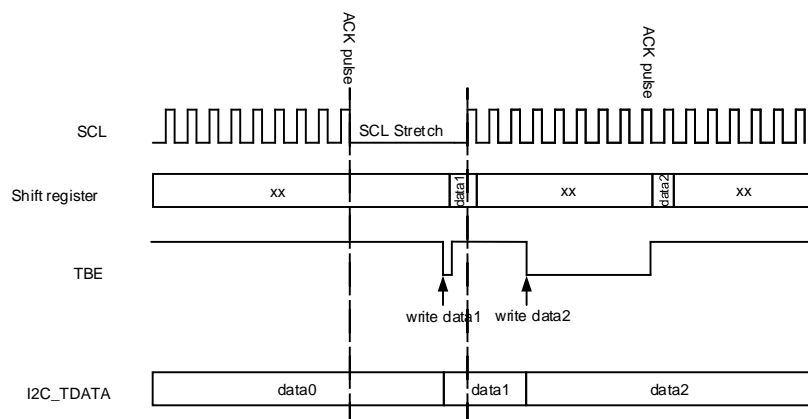 ACK pulse
ACK pulse
SCL
SCL Stretch
Shift register
xx
data1
xx
data2
xx
TBE
write data1
write data2
I2C_TDATA
data0
data1
data2